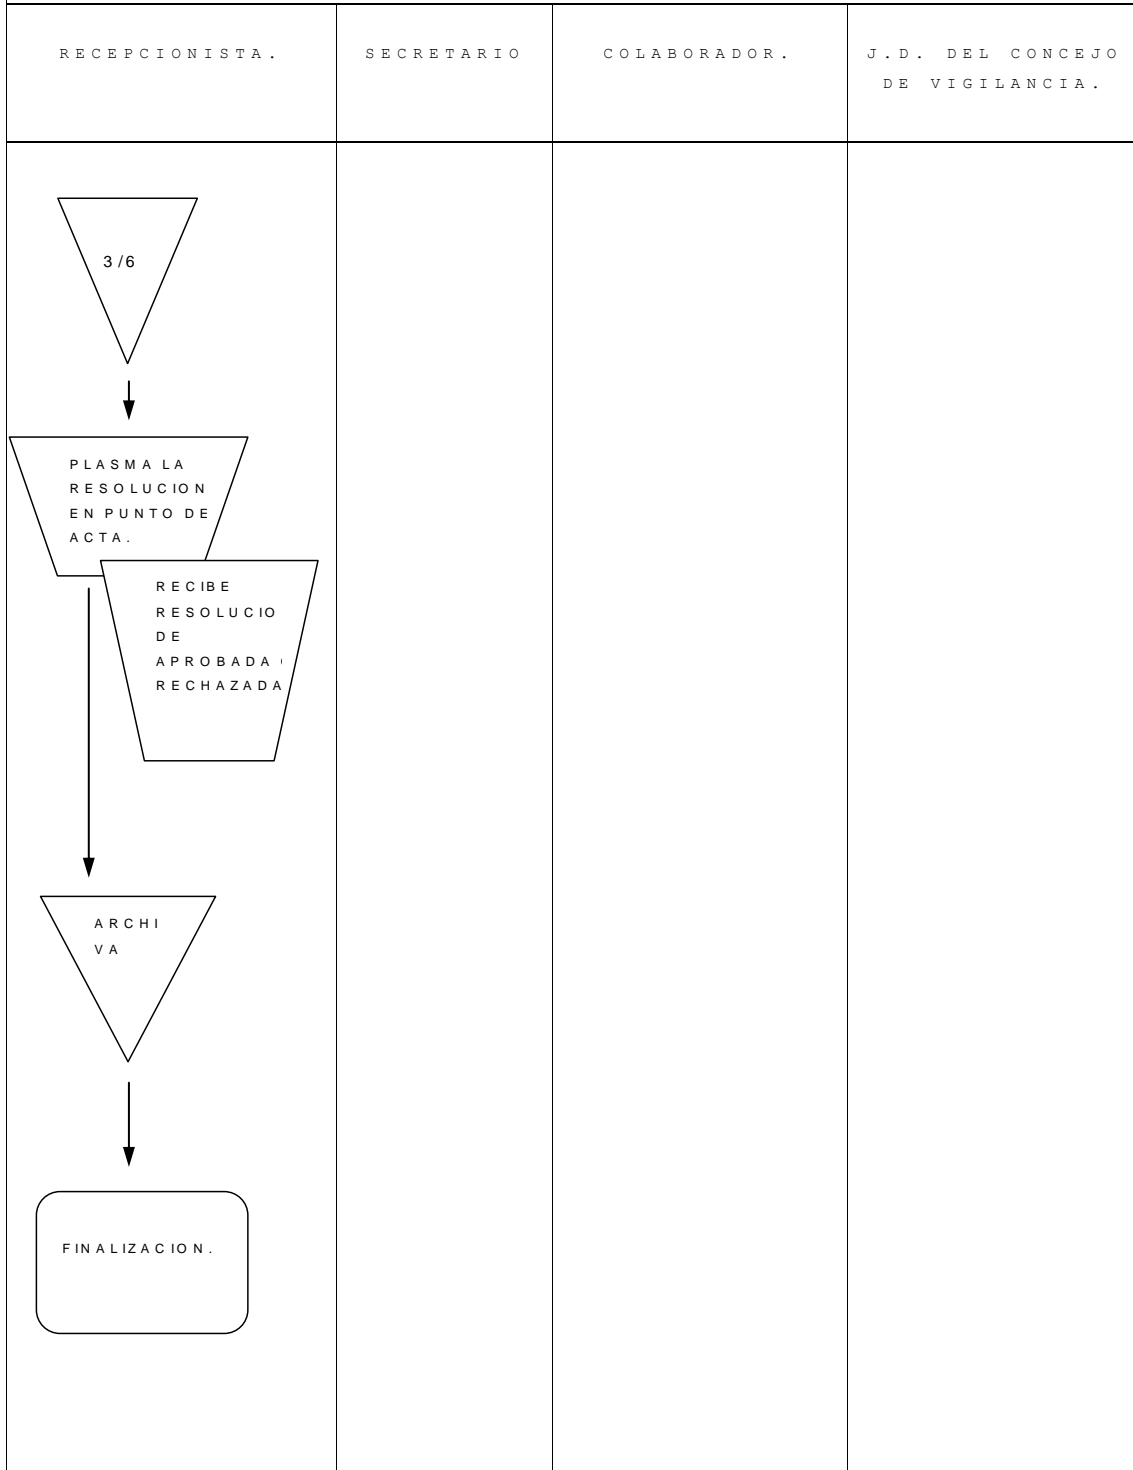 RECEPCIONISTA.
SECRETARIO
COLABORADOR.
J.D. DEL CONCEJO
DE VIGILANCIA.
3/6
PLASMA LA
RESOLUCION
EN PUNTO DE
ACTA.
RECIBE
RESOLUCIO
DE
APROBADA
RECHAZADA
ARCHI
VA
FINALIZACION.